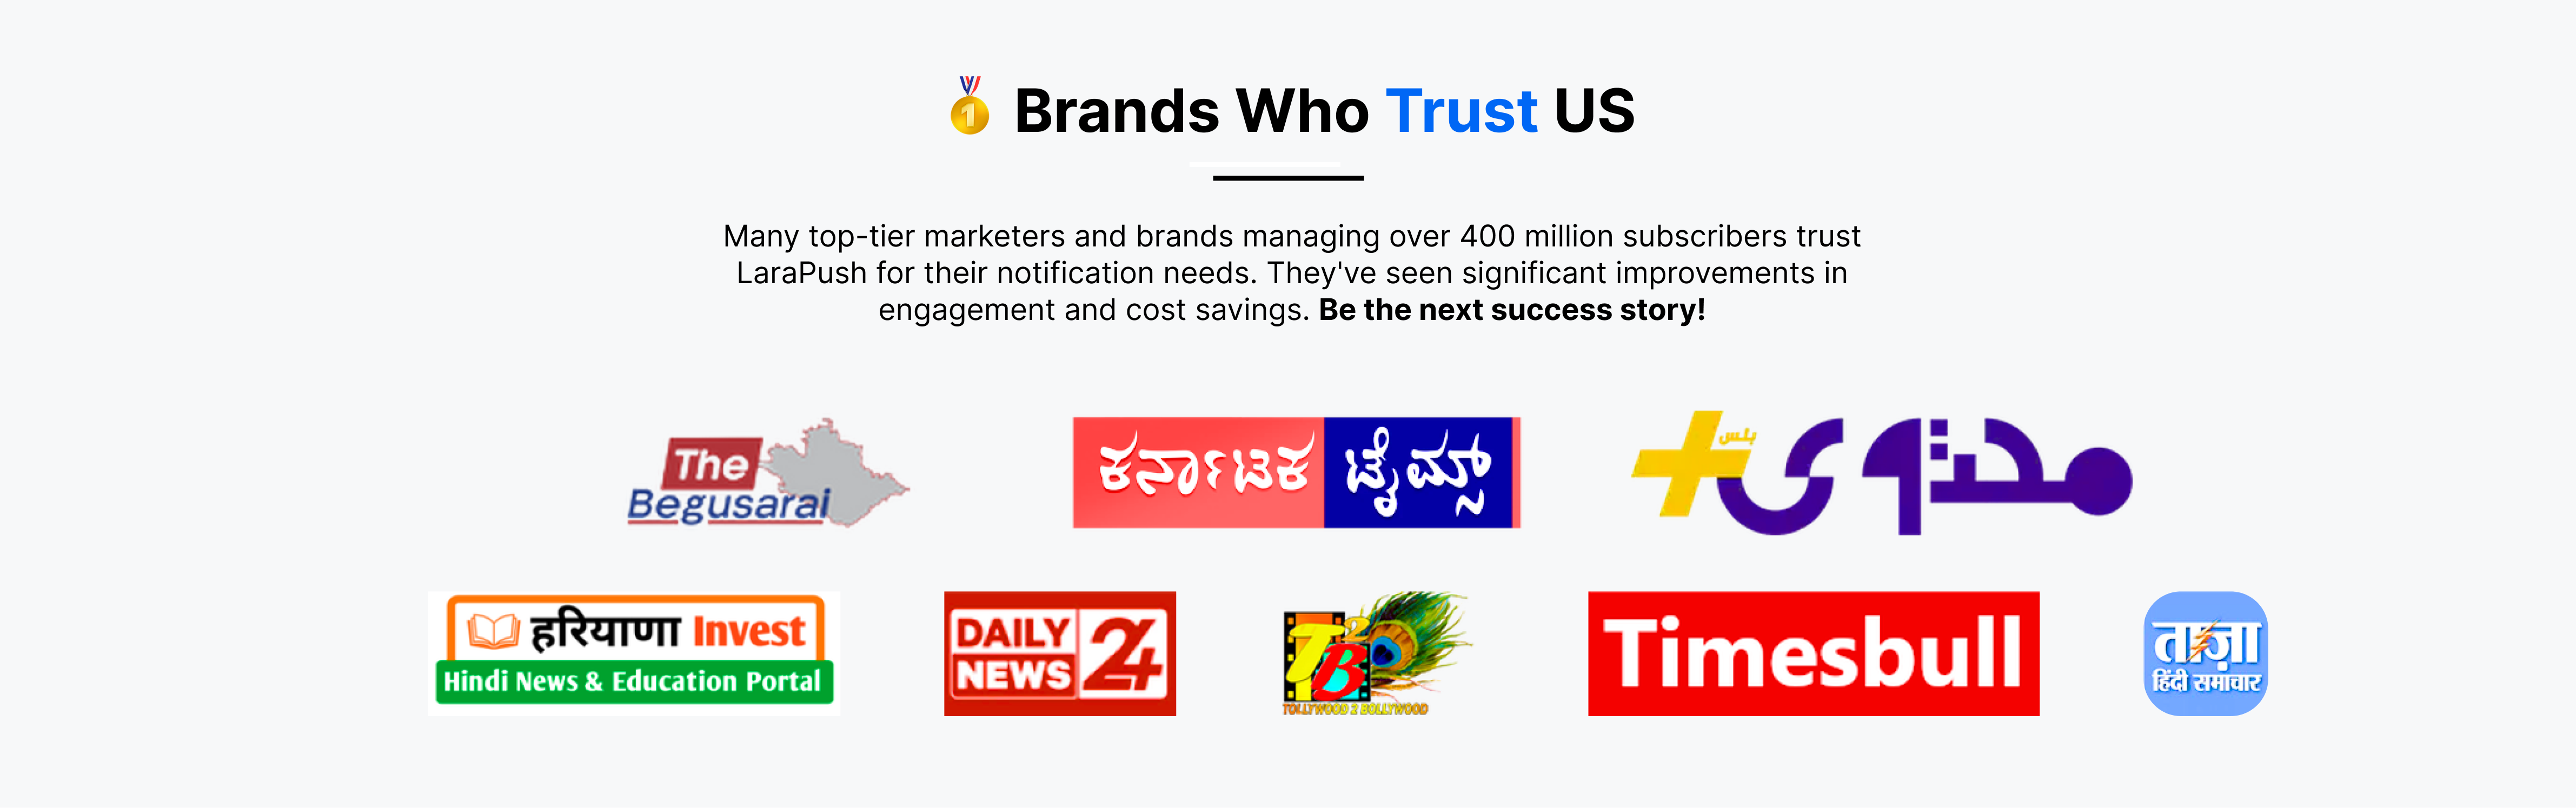 Brands Who Trust US
Many top-tier marketers and brands managing over 400 million subscribers trust
LaraPush for their notification needs. They've seen significant improvements in
engagement and cost savings. Be the next success story!
The
Begusarai
ಕರ್ನಾಟಕ ಟೈಮ್ಸ್
محتوى بلس
हरियाणा Invest
Hindi News & Education Portal
DAILY
NEWS
24
T2B
TOLLYWOOD 2 BOLLYWOOD
Timesbull
ताज़ा
हिंदी समाचार